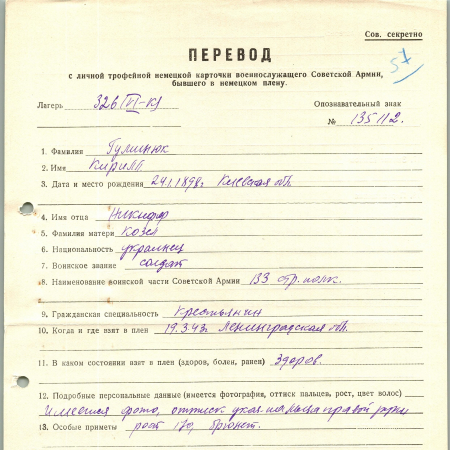 Сов. секретно
57
ПЕРЕВОД
с личной трофейной немецкой карточки военнослужащего Советской Армии,
бывшего в немецком плену.
Лагерь 326 (VI-K)
Опознавательный знак
№ 135112.
1. Фамилия Гулинюк
2. Имя Кирилл
3. Дата и место рождения 24.1.1898г. Киевская обл.
4. Имя отца Никифор
5. Фамилия матери Козел
6. Национальность украинец
7. Воинское звание солдат
8. Наименование воинской части Советской Армии 133 стр. полк.
9. Гражданская специальность крестьянин
10. Когда и где взят в плен 19.3.43г. Ленинградская обл.
11. В каком состоянии взят в плен (здоров, болен, ранен) здоров.
12. Подробные персональные данные (имеется фотография, оттиск пальцев, рост, цвет волос)
Имеется фото, оттиск указ. пальца правой руки
13. Особые приметы рост 170, брюнет.